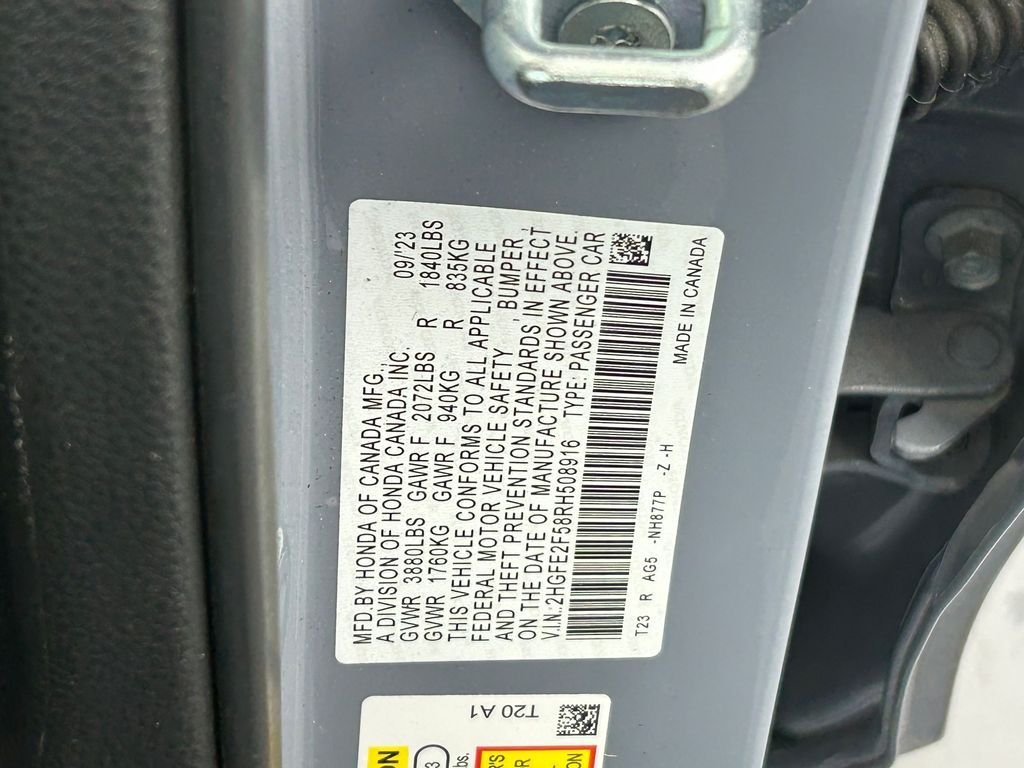 MFD.BY HONDA OF CANADA MFG., 09/23
A DIVISION OF HONDA CANADA INC.
GVWR 3880LBS GAWR F 2072LBS R 1840LBS
GVWR 1760KG GAWR F 940KG R 835KG
THIS VEHICLE CONFORMS TO ALL APPLICABLE
FEDERAL MOTOR VEHICLE SAFETY , BUMPER ,
AND THEFT PREVENTION STANDARDS IN EFFECT
ON THE DATE OF MANUFACTURE SHOWN ABOVE.
V.I.N.:2HGFE2F58RH508916 TYPE: PASSENGER CAR
T23 R AG5 -NH877P -Z -H MADE IN CANADA
T20 A1